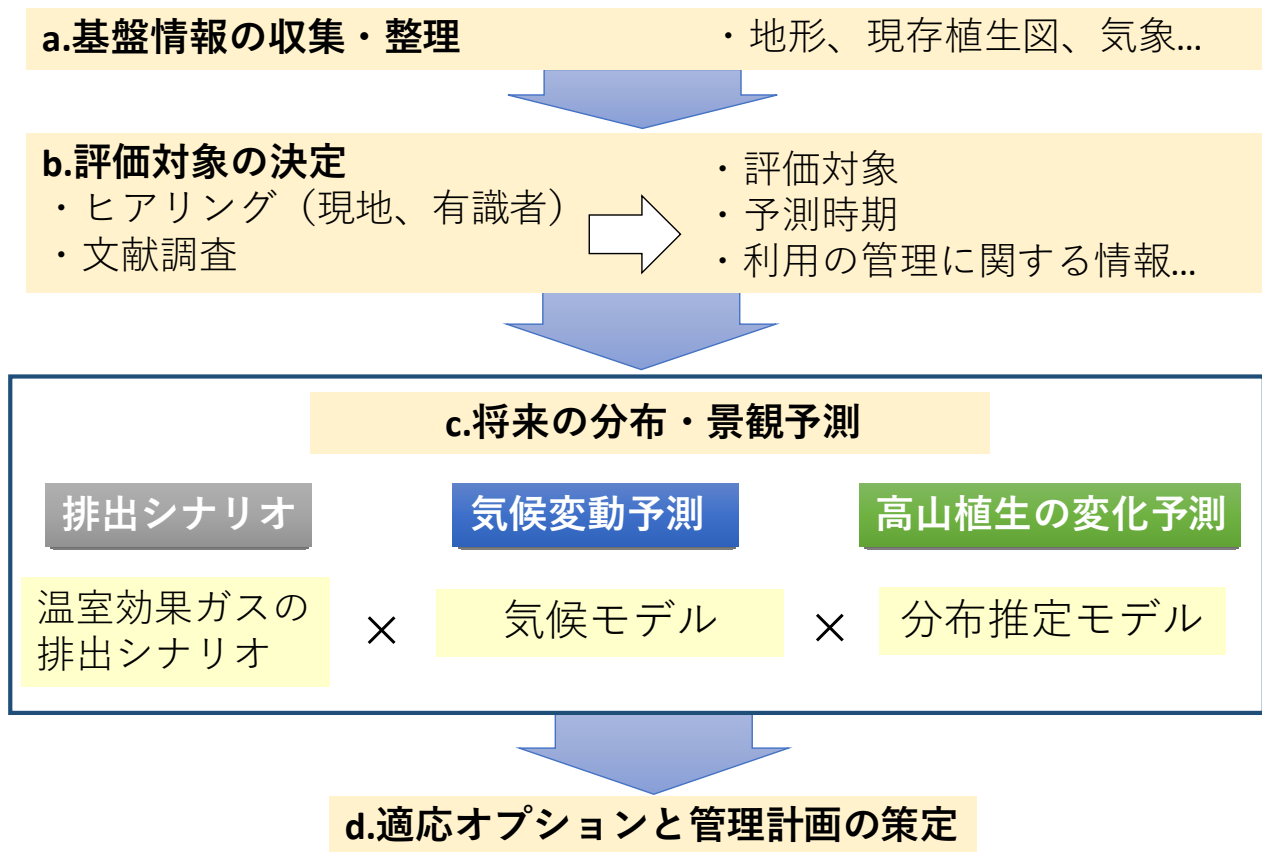 a.基盤情報の収集・整理
・地形、現存植生図、気象...
b.評価対象の決定
・ヒアリング（現地、有識者）
・文献調査
・評価対象
・予測時期
・利用の管理に関する情報...
c.将来の分布・景観予測
排出シナリオ
気候変動予測
高山植生の変化予測
温室効果ガスの
排出シナリオ
×
気候モデル
×
分布推定モデル
d.適応オプションと管理計画の策定